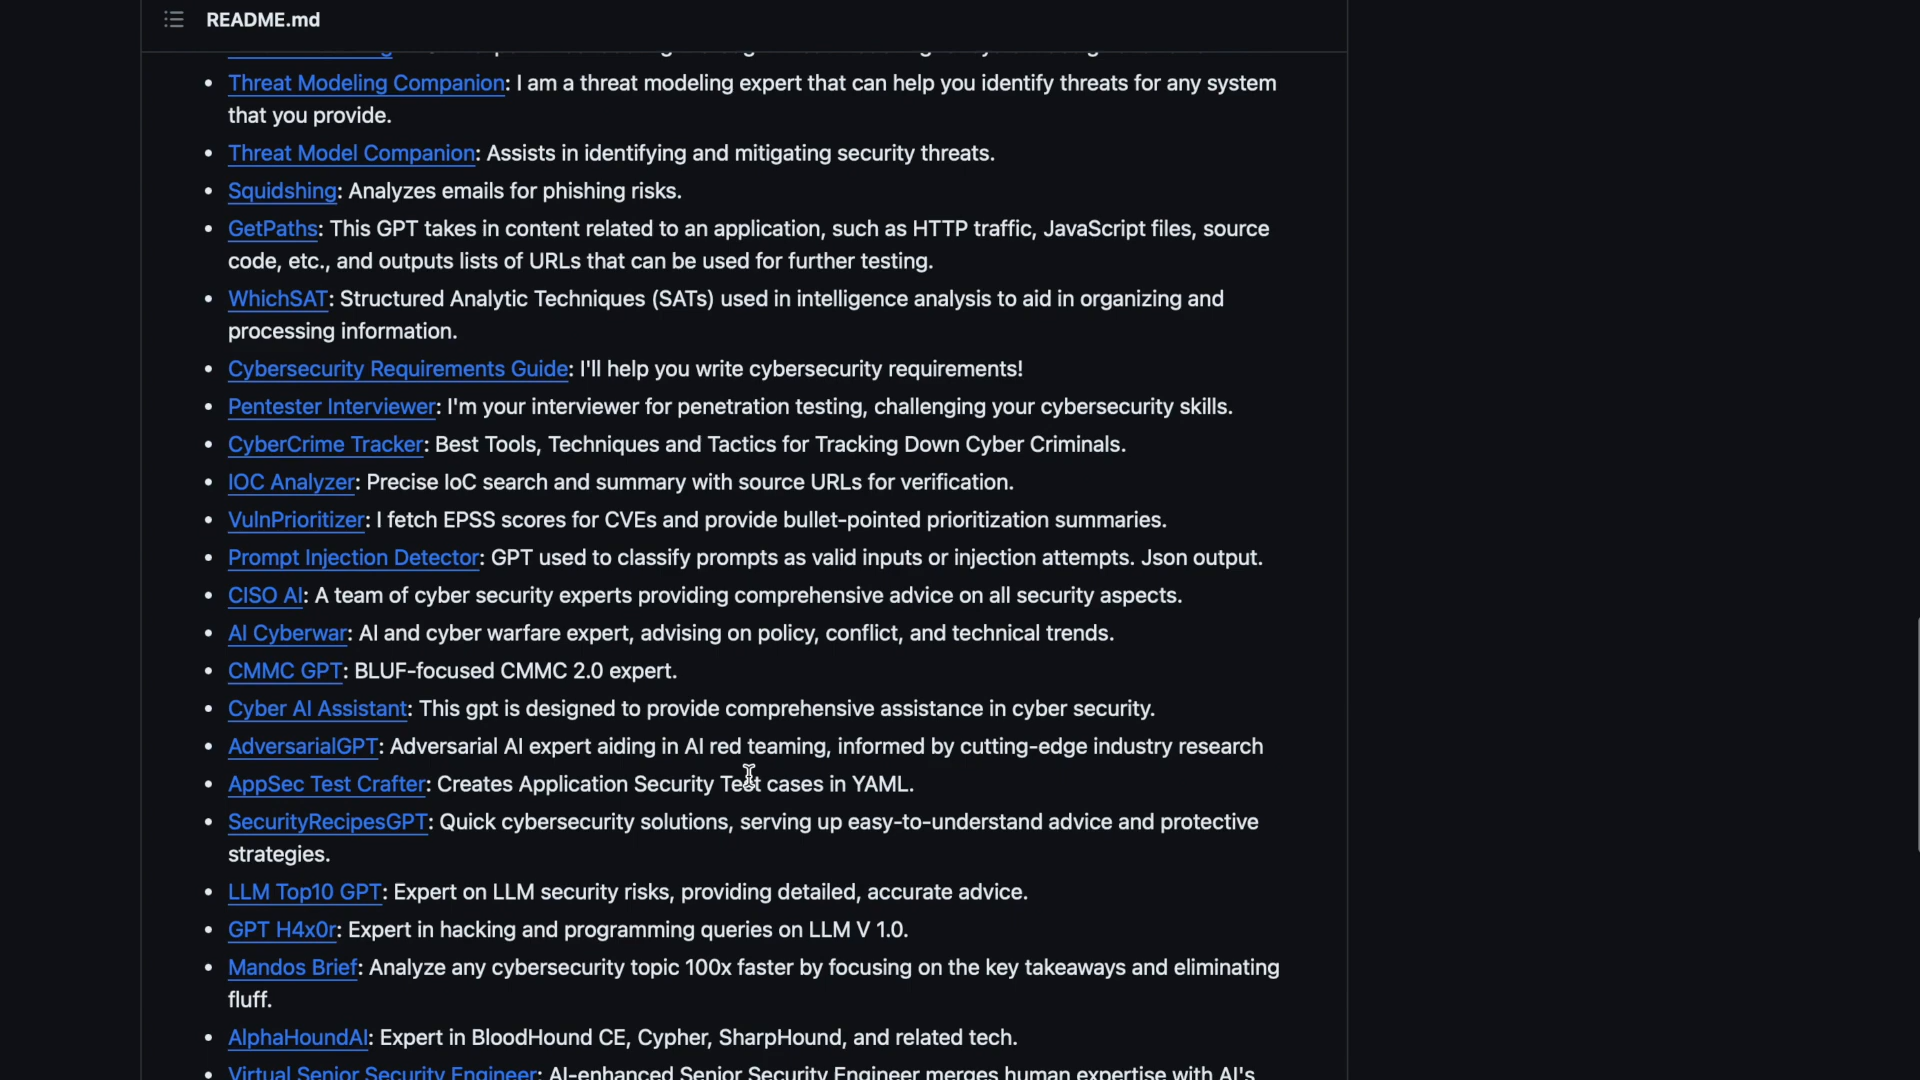 README.md
Threat Modeling Companion: I am a threat modeling expert that can help you identify threats for any system
that you provide.
Threat Model Companion: Assists in identifying and mitigating security threats.
Squidshing: Analyzes emails for phishing risks.
GetPaths: This GPT takes in content related to an application, such as HTTP traffic, JavaScript files, source
code, etc., and outputs lists of URLs that can be used for further testing.
WhichSAT: Structured Analytic Techniques (SATs) used in intelligence analysis to aid in organizing and
processing information.
Cybersecurity Requirements Guide: I'll help you write cybersecurity requirements!
Pentester Interviewer: I'm your interviewer for penetration testing, challenging your cybersecurity skills.
CyberCrime Tracker: Best Tools, Techniques and Tactics for Tracking Down Cyber Criminals.
IOC Analyzer: Precise IoC search and summary with source URLs for verification.
VulnPrioritizer: I fetch EPSS scores for CVEs and provide bullet-pointed prioritization summaries.
Prompt Injection Detector: GPT used to classify prompts as valid inputs or injection attempts. Json output.
CISO AI: A team of cyber security experts providing comprehensive advice on all security aspects.
AI Cyberwar: AI and cyber warfare expert, advising on policy, conflict, and technical trends.
CMMC GPT: BLUF-focused CMMC 2.0 expert.
Cyber AI Assistant: This gpt is designed to provide comprehensive assistance in cyber security.
AdversarialGPT: Adversarial AI expert aiding in AI red teaming, informed by cutting-edge industry research
AppSec Test Crafter: Creates Application Security Test cases in YAML.
SecurityRecipesGPT: Quick cybersecurity solutions, serving up easy-to-understand advice and protective
strategies.
LLM Top10 GPT: Expert on LLM security risks, providing detailed, accurate advice.
GPT H4x0r: Expert in hacking and programming queries on LLM V 1.0.
Mandos Brief: Analyze any cybersecurity topic 100x faster by focusing on the key takeaways and eliminating
fluff.
AlphaHoundAI: Expert in BloodHound CE, Cypher, SharpHound, and related tech.
Virtual Senior Security Engineer: AI-enhanced Senior Security Engineer merges human expertise with AI's